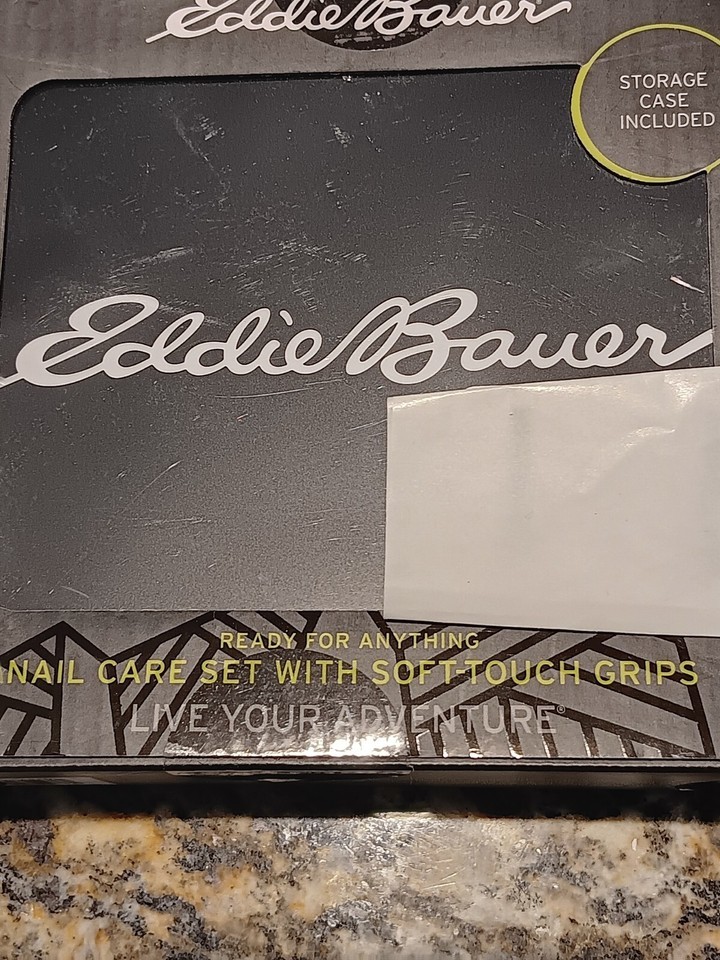 Eddie Bauer
STORAGE
CASE
INCLUDED
Eddie Bauer
READY FOR ANYTHING
NAIL CARE SET WITH SOFT-TOUCH GRIPS
LIVE YOUR ADVENTURE®